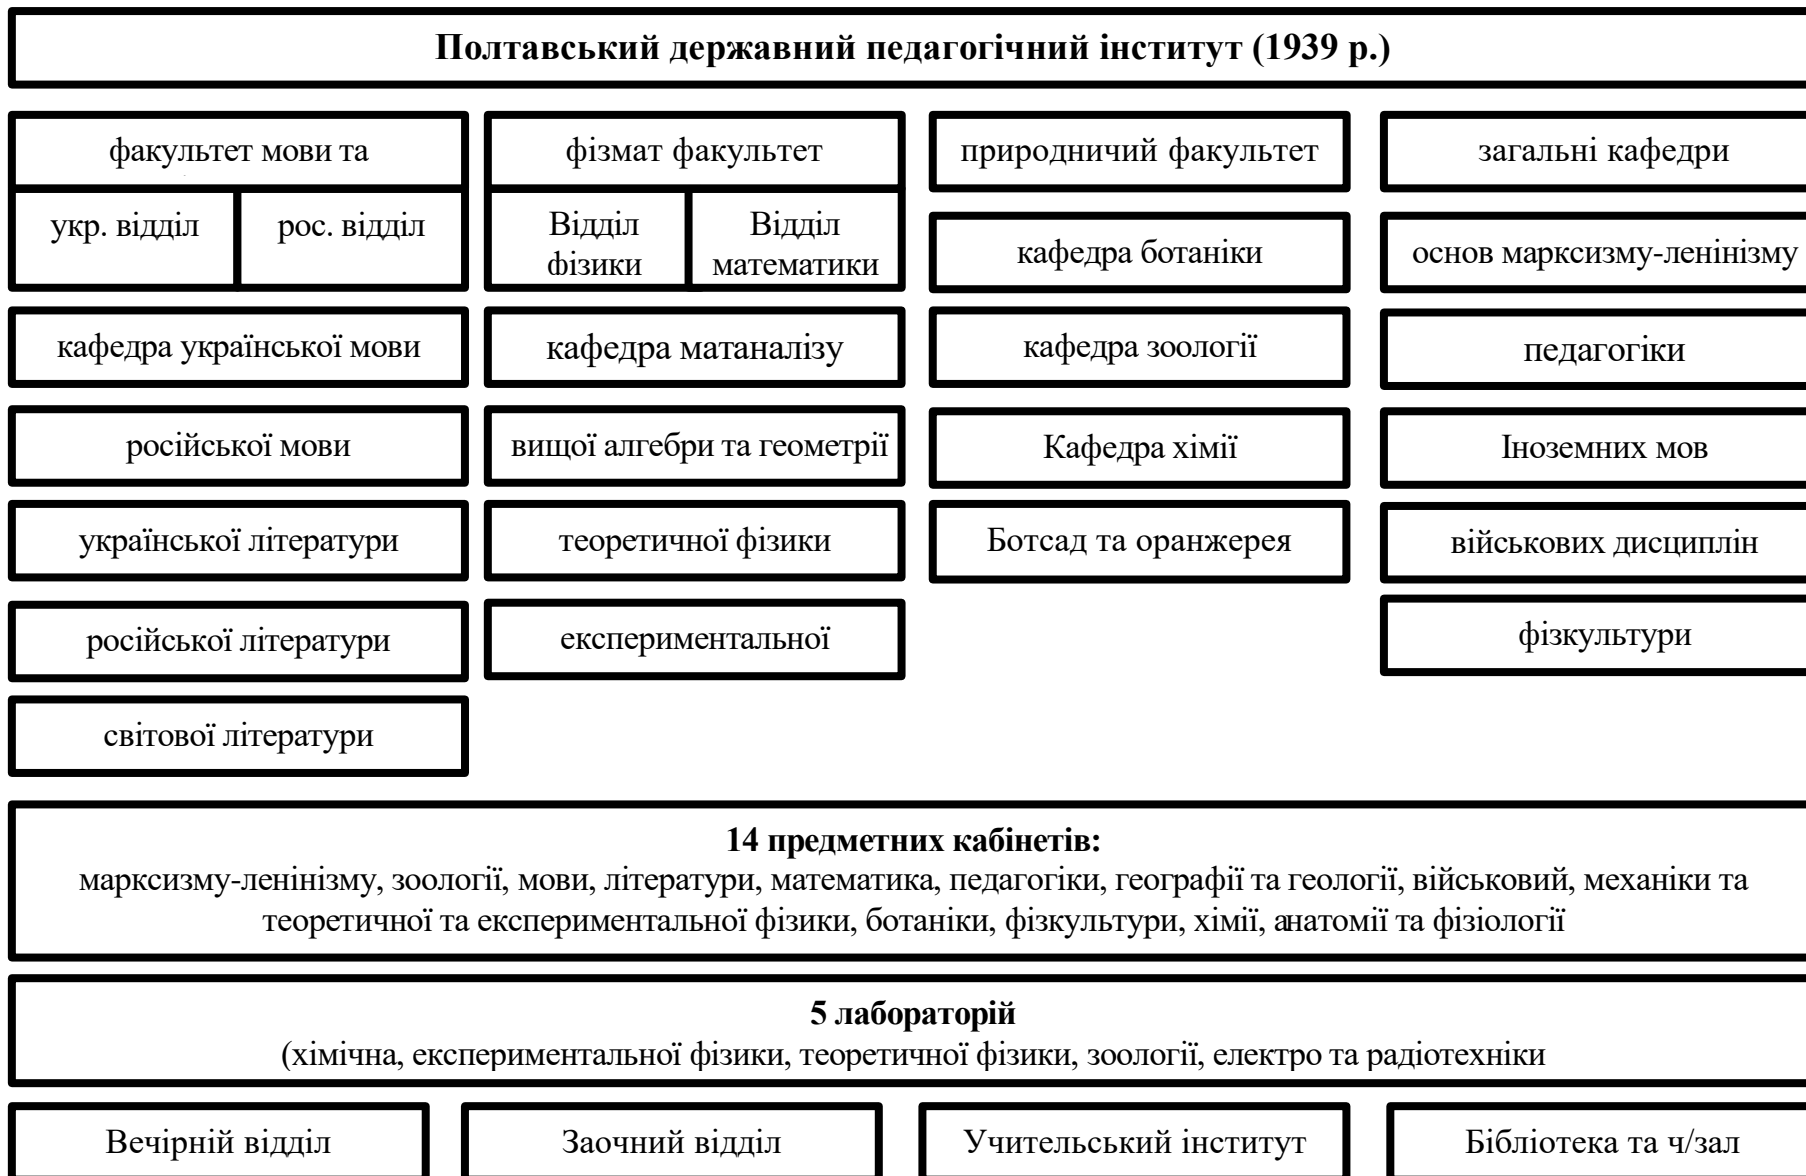 Полтавський державний педагогічний інститут (1939 р.)
факультет мови та
укр. відділ
рос. відділ
кафедра української мови
російської мови
української літератури
російської літератури
світової літератури
фізмат факультет
Відділ
фізики
Відділ
математики
кафедра матаналізу
вищої алгебри та геометрії
теоретичної фізики
експериментальної
природничий факультет
кафедра ботаніки
кафедра зоології
Кафедра хімії
Ботсад та оранжерея
загальні кафедри
основ марксизму-ленінізму
педагогіки
Іноземних мов
військових дисциплін
фізкультури
14 предметних кабінетів:
марксизму-ленінізму, зоології, мови, літератури, математика, педагогіки, географії та геології, військовий, механіки та
теоретичної та експериментальної фізики, ботаніки, фізкультури, хімії, анатомії та фізіології
5 лабораторій
(хімічна, експериментальної фізики, теоретичної фізики, зоології, електро та радіотехніки
Вечірній відділ
Заочний відділ
Учительський інститут
Бібліотека та ч/зал